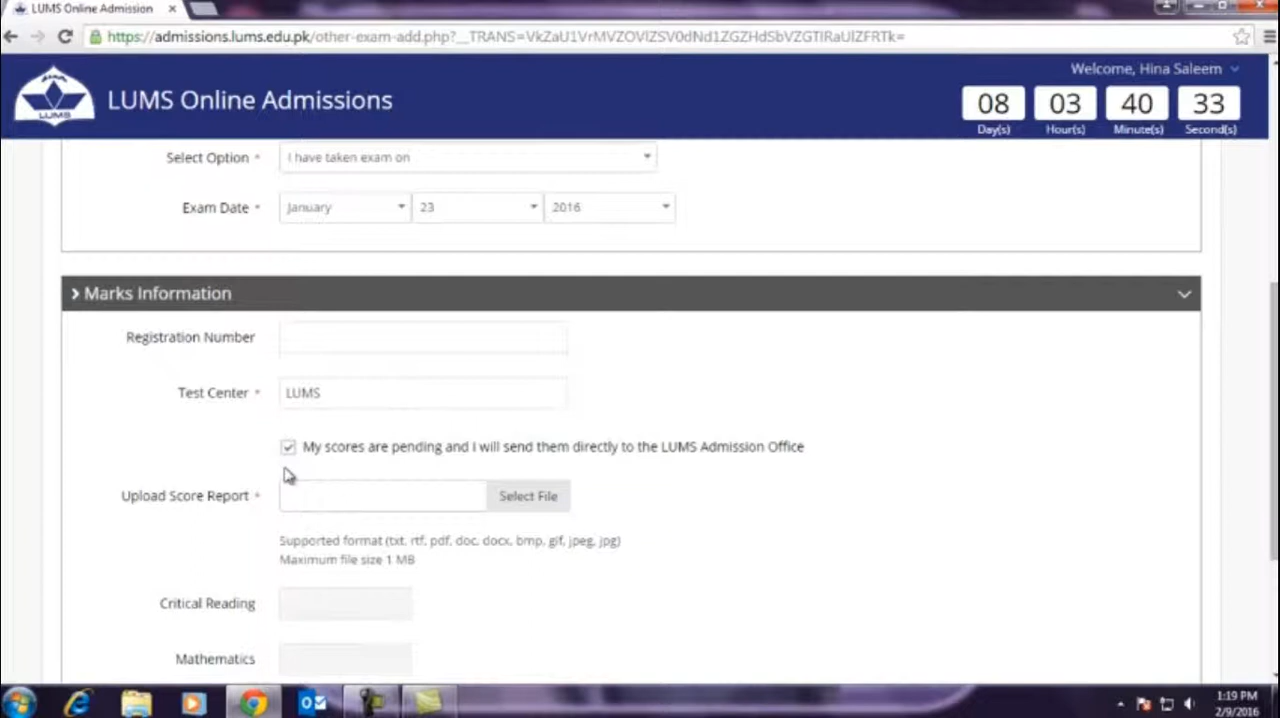 LUMS Online Admission
https://admissions.lums.edu.pk/other-exam-add.php?__TRANS=VkZaU1VrMVZOVlZSV0dNd1ZGZHdSbVZGTlRaUlZFRTk=
Welcome, Hina Saleem
LUMS
LUMS Online Admissions
08 03 40 33
Day(s) Hour(s) Minute(s) Second(s)
Select Option * I have taken exam on
Exam Date * January 23 2016
Marks Information
Registration Number
Test Center * LUMS
My scores are pending and I will send them directly to the LUMS Admission Office
Upload Score Report * Select File
Supported format (txt, rtf, pdf, doc, docx, bmp, gif, jpeg, jpg)
Maximum file size 1 MB
Critical Reading
Mathematics
1:19 PM
2/9/2016